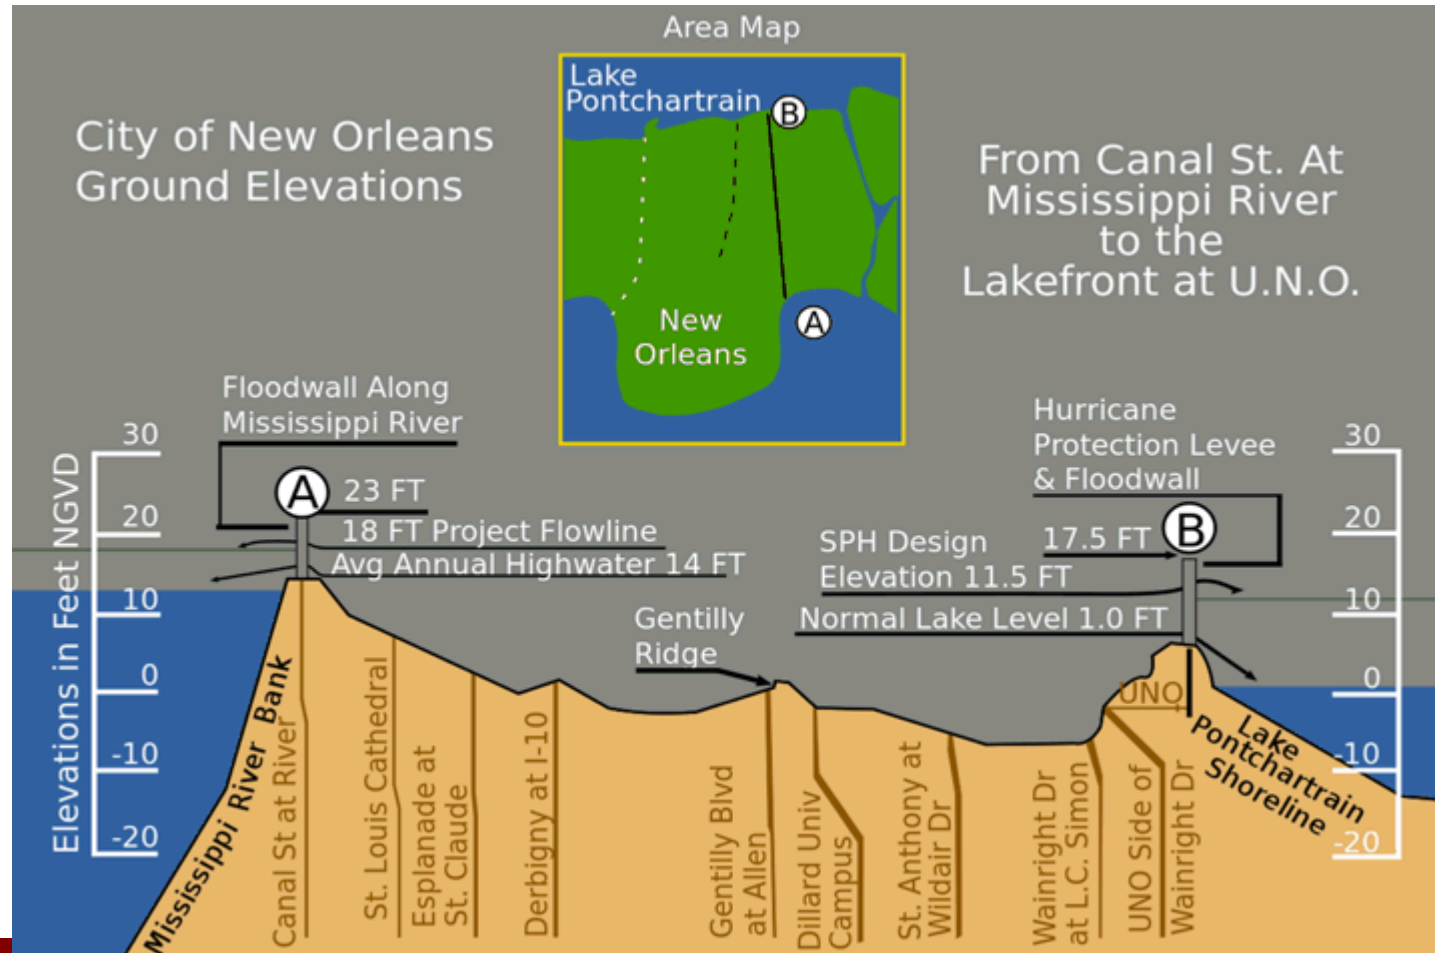 Area Map
Lake
Pontchartrain
B
A
New
Orleans
City of New Orleans
Ground Elevations
From Canal St. At
Mississippi River
to the
Lakefront at U.N.O.
Floodwall Along
Mississippi River
Elevations in Feet NGVD
30
20
10
0
-10
-20
A
23 FT
18 FT Project Flowline
Avg Annual Highwater 14 FT
Gentilly
Ridge
Hurricane
Protection Levee
& Floodwall
B
17.5 FT
SPH Design
Elevation 11.5 FT
Normal Lake Level 1.0 FT
30
20
10
0
-10
-20
Mississippi River Bank
Canal St at River
St. Louis Cathedral
Esplanade at
St. Claude
Derbigny at I-10
Gentilly Blvd
at Allen
Dillard Univ
Campus
St. Anthony at
Wildair Dr
Wainright Dr
at L.C. Simon
UNO
UNO Side of
Wainright Dr
Lake
Pontchartrain
Shoreline